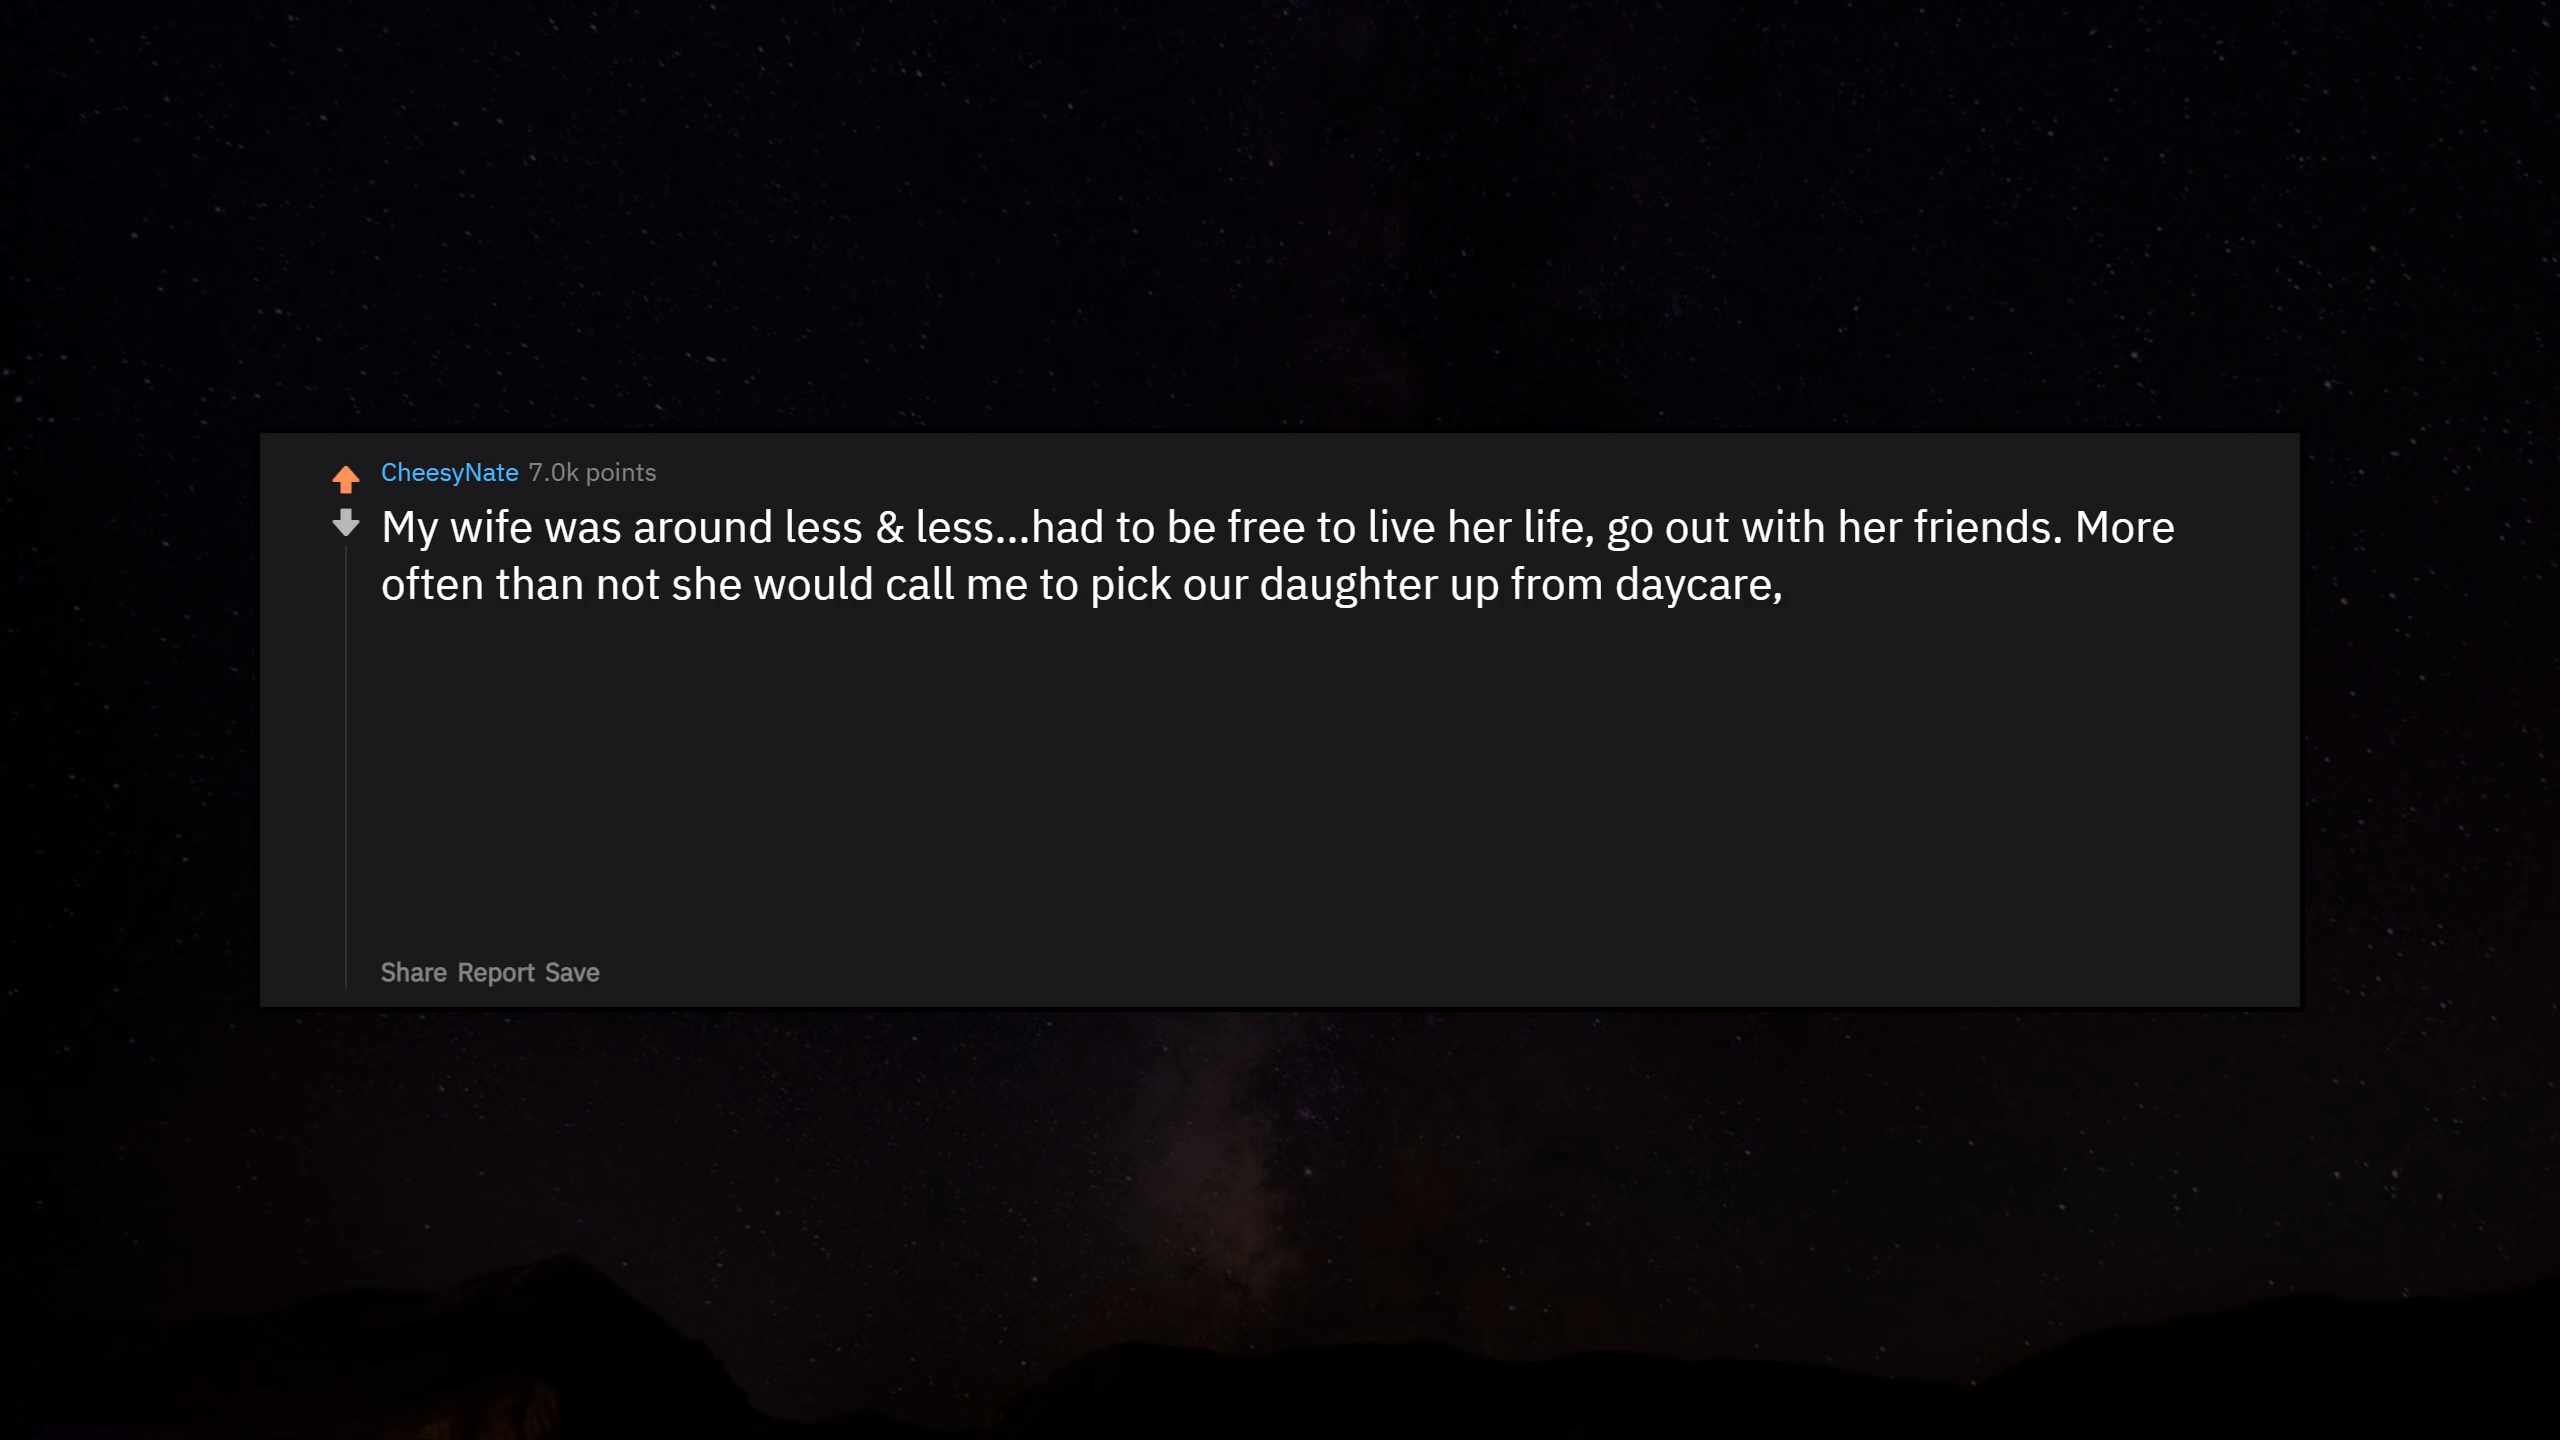 CheesyNate 7.0k points
My wife was around less & less...had to be free to live her life, go out with her friends. More
often than not she would call me to pick our daughter up from daycare,
Share Report Save